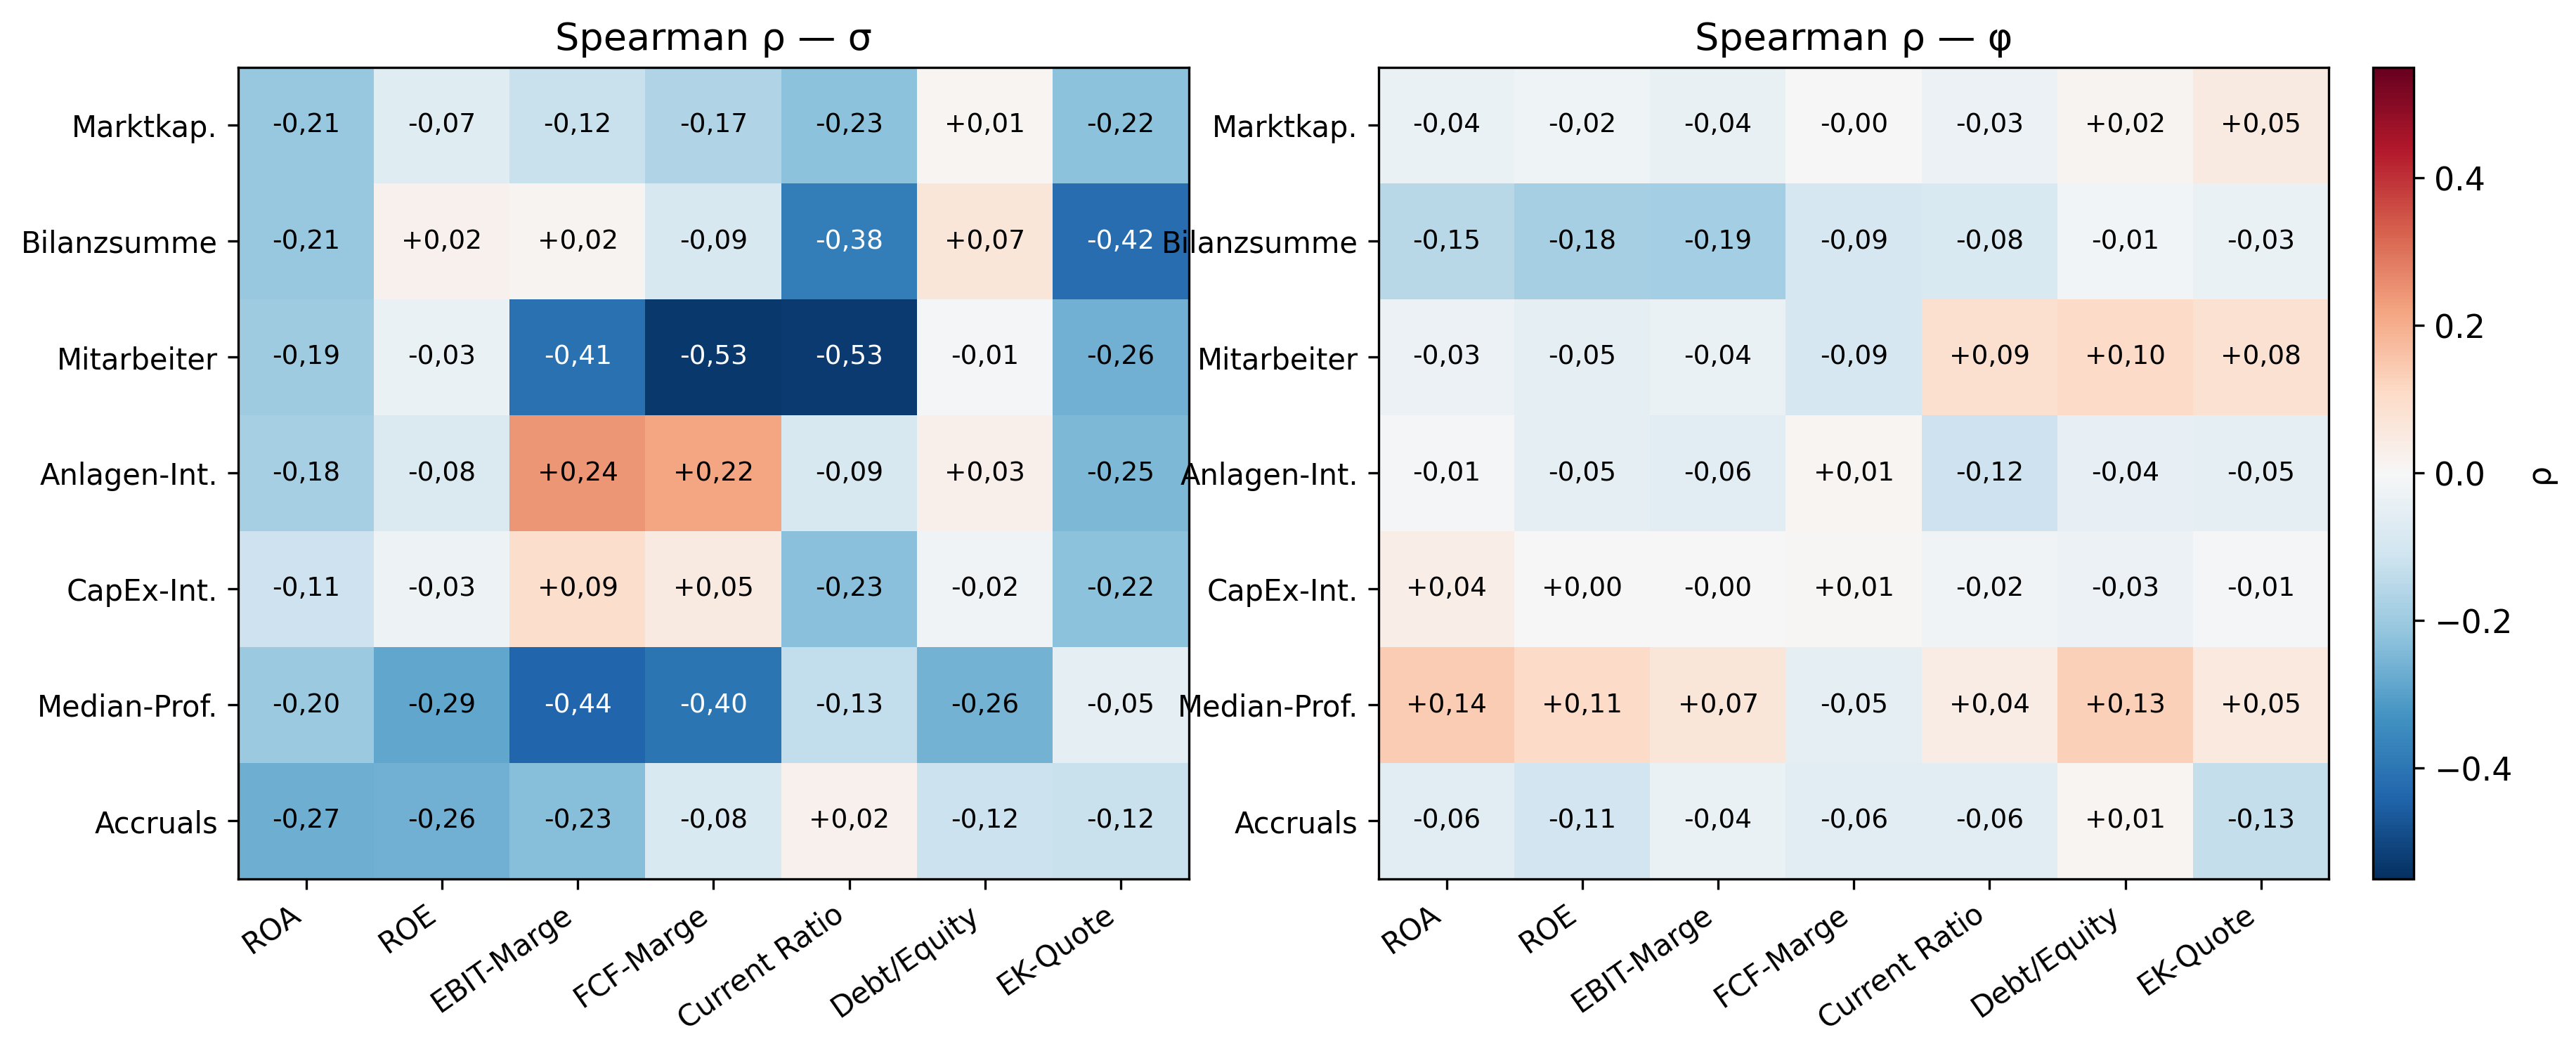 Spearman ρ — σ
Marktkap. -0,21 -0,07 -0,12 -0,17 -0,23 +0,01 -0,22
Bilanzsumme -0,21 +0,02 +0,02 -0,09 -0,38 +0,07 -0,42
Mitarbeiter -0,19 -0,03 -0,41 -0,53 -0,53 -0,01 -0,26
Anlagen-Int. -0,18 -0,08 +0,24 +0,22 -0,09 +0,03 -0,25
CapEx-Int. -0,11 -0,03 +0,09 +0,05 -0,23 -0,02 -0,22
Median-Prof. -0,20 -0,29 -0,44 -0,40 -0,13 -0,26 -0,05
Accruals -0,27 -0,26 -0,23 -0,08 +0,02 -0,12 -0,12
ROA ROE EBIT-Marge FCF-Marge Current Ratio Debt/Equity EK-Quote
Spearman ρ — φ
Marktkap. -0,04 -0,02 -0,04 -0,00 -0,03 +0,02 +0,05
Bilanzsumme -0,15 -0,18 -0,19 -0,09 -0,08 -0,01 -0,03
Mitarbeiter -0,03 -0,05 -0,04 -0,09 +0,09 +0,10 +0,08
Anlagen-Int. -0,01 -0,05 -0,06 +0,01 -0,12 -0,04 -0,05
CapEx-Int. +0,04 +0,00 -0,00 +0,01 -0,02 -0,03 -0,01
Median-Prof. +0,14 +0,11 +0,07 -0,05 +0,04 +0,13 +0,05
Accruals -0,06 -0,11 -0,04 -0,06 -0,06 +0,01 -0,13
ROA ROE EBIT-Marge FCF-Marge Current Ratio Debt/Equity EK-Quote
0.4
0.2
0.0
−0.2
−0.4
ρ